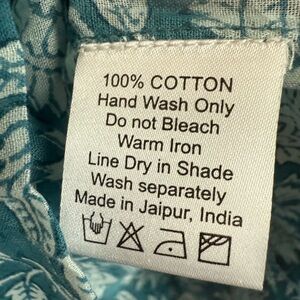 100% COTTON
Hand Wash Only
Do not Bleach
Warm Iron
Line Dry in Shade
Wash separately
Made in Jaipur, India